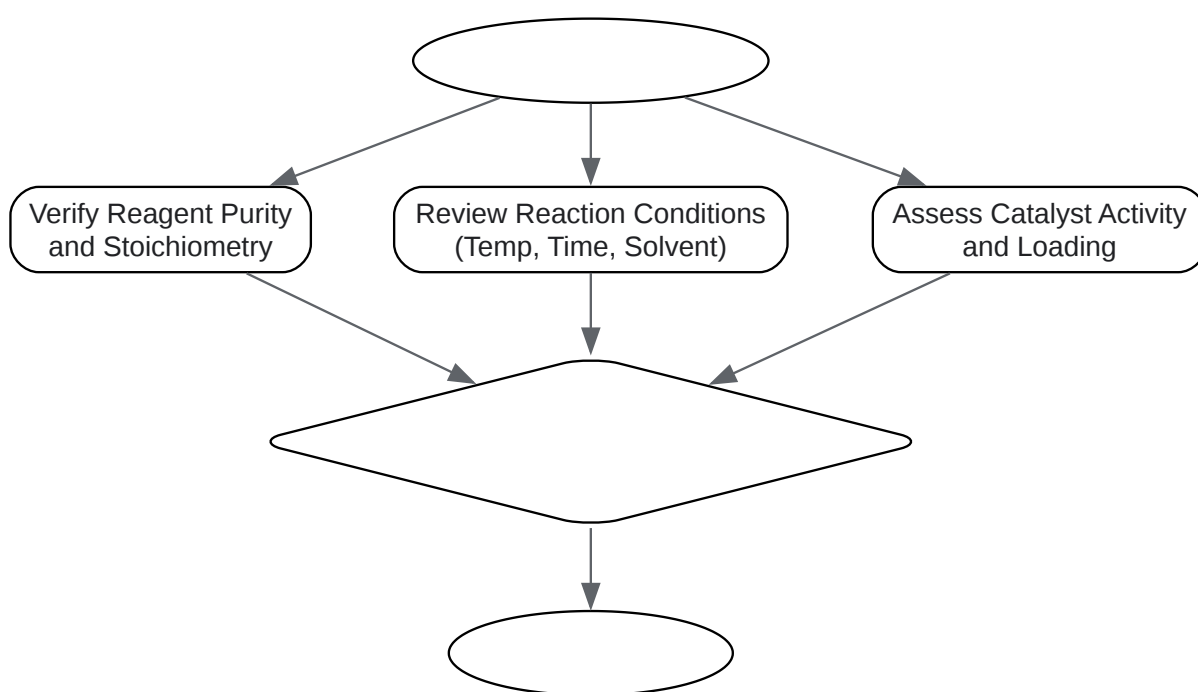 Verify Reagent Purity
and Stoichiometry
Review Reaction Conditions
(Temp, Time, Solvent)
Assess Catalyst Activity
and Loading